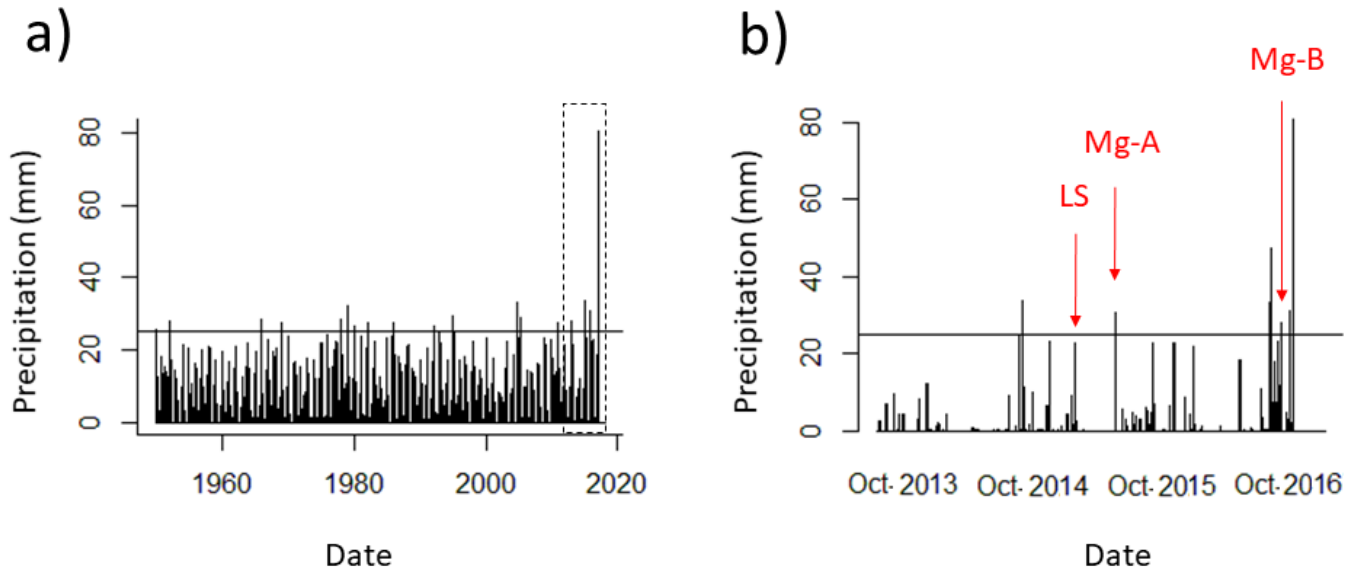 a)
Precipitation (mm)
80
60
40
20
0
1960
1980
2000
2020
Date
b)
Precipitation (mm)
80
60
40
20
0
LS
Mg-A
Mg-B
Oct. 2013
Oct. 2014
Oct. 2015
Oct. 2016
Date